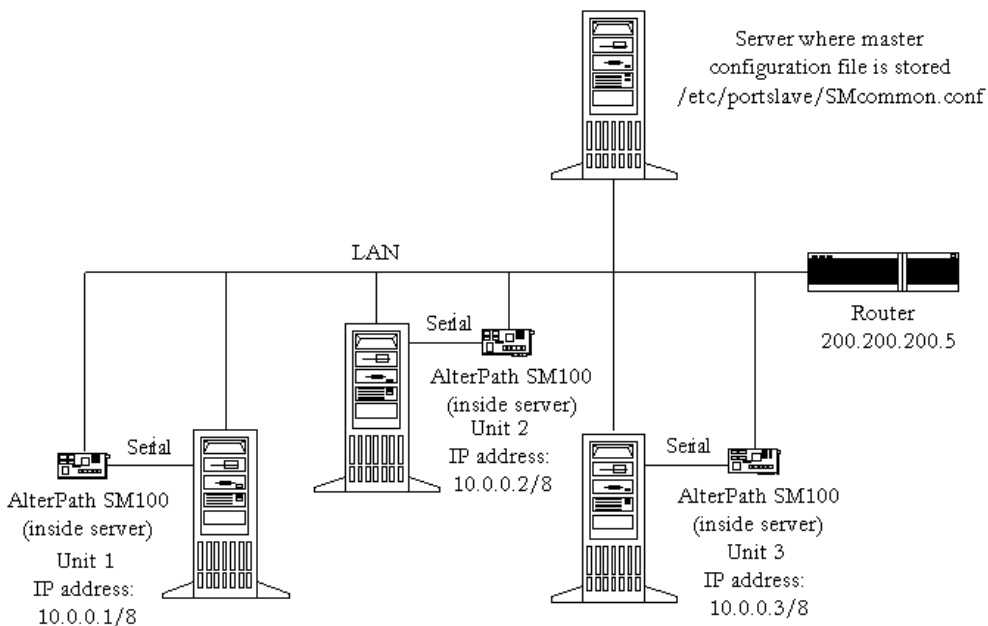 Server where master
configuration file is stored
/etc/portslave/SMcommon.conf
LAN
Router
200.200.200.5
Serial
AlterPath SM100
(inside server)
Unit 2
IP address:
10.0.0.2/8
Serial
AlterPath SM100
(inside server)
Unit 1
IP address:
10.0.0.1/8
Serial
AlterPath SM100
(inside server)
Unit 3
IP address:
10.0.0.3/8